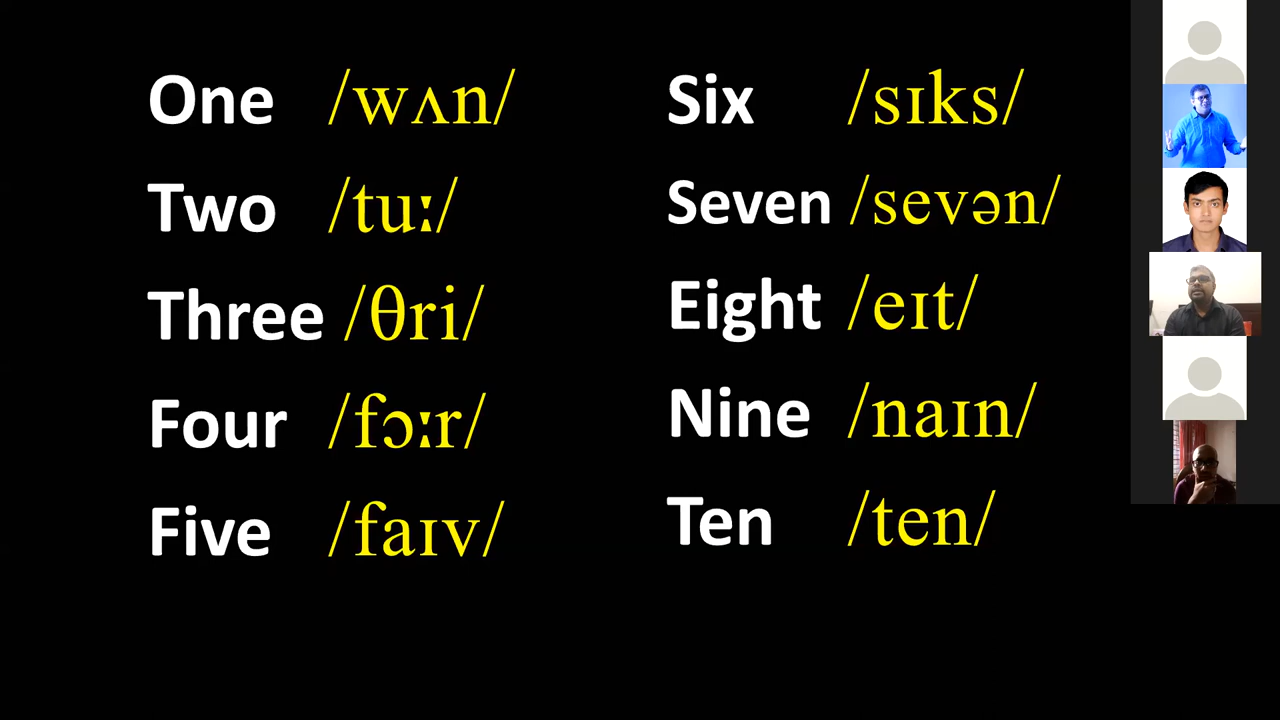 One /wʌn/
Two /tuː/
Three /θri/
Four /fɔːr/
Five /faɪv/
Six /sɪks/
Seven /sevən/
Eight /eɪt/
Nine /naɪn/
Ten /ten/